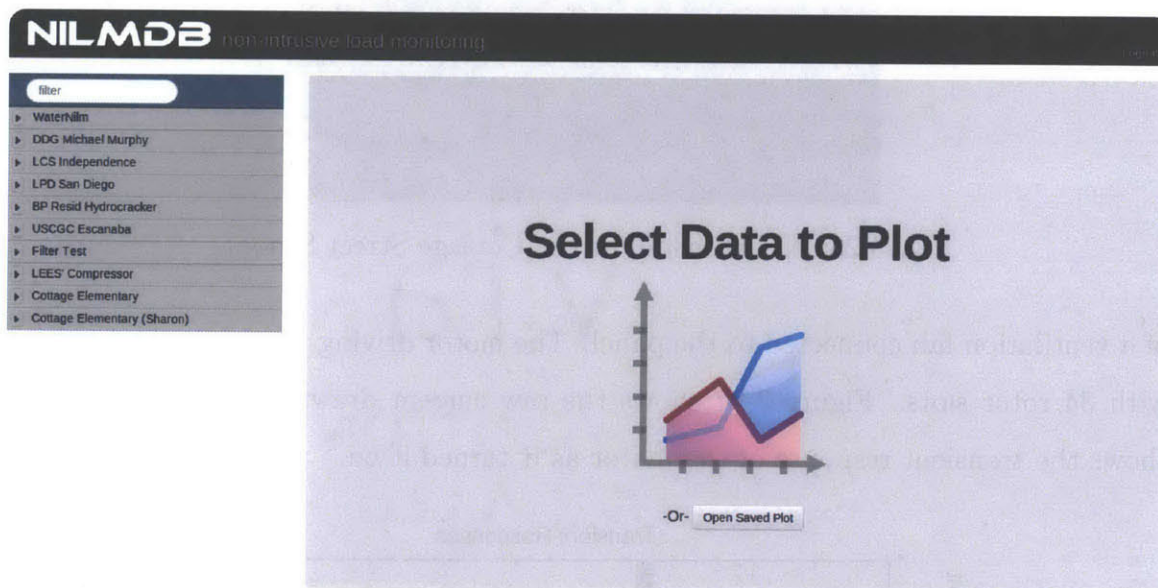 NILMDB non-intrusive load monitoring
filter
WaterNilm
DDG Michael Murphy
LCS Independence
LPD San Diego
BP Resid Hydrocracker
USCGC Escanaba
Filter Test
LEES' Compressor
Cottage Elementary
Cottage Elementary (Sharon)
Select Data to Plot
-Or- Open Saved Plot